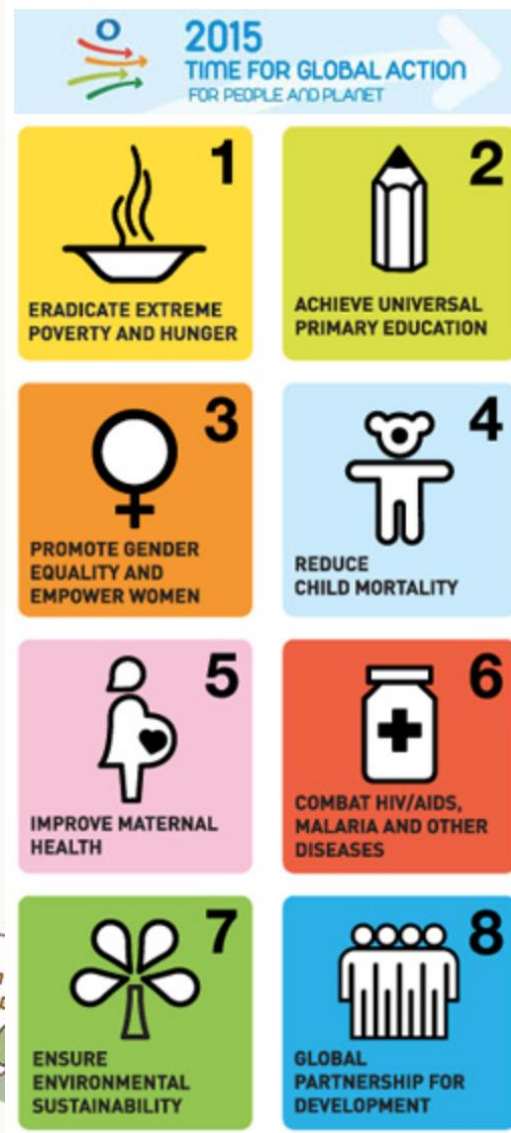 2015
TIME FOR GLOBAL ACTION
FOR PEOPLE AND PLANET
1
ERADICATE EXTREME
POVERTY AND HUNGER
2
ACHIEVE UNIVERSAL
PRIMARY EDUCATION
3
PROMOTE GENDER
EQUALITY AND
EMPOWER WOMEN
4
REDUCE
CHILD MORTALITY
5
IMPROVE MATERNAL
HEALTH
6
COMBAT HIV/AIDS,
MALARIA AND OTHER
DISEASES
7
ENSURE
ENVIRONMENTAL
SUSTAINABILITY
8
GLOBAL
PARTNERSHIP FOR
DEVELOPMENT